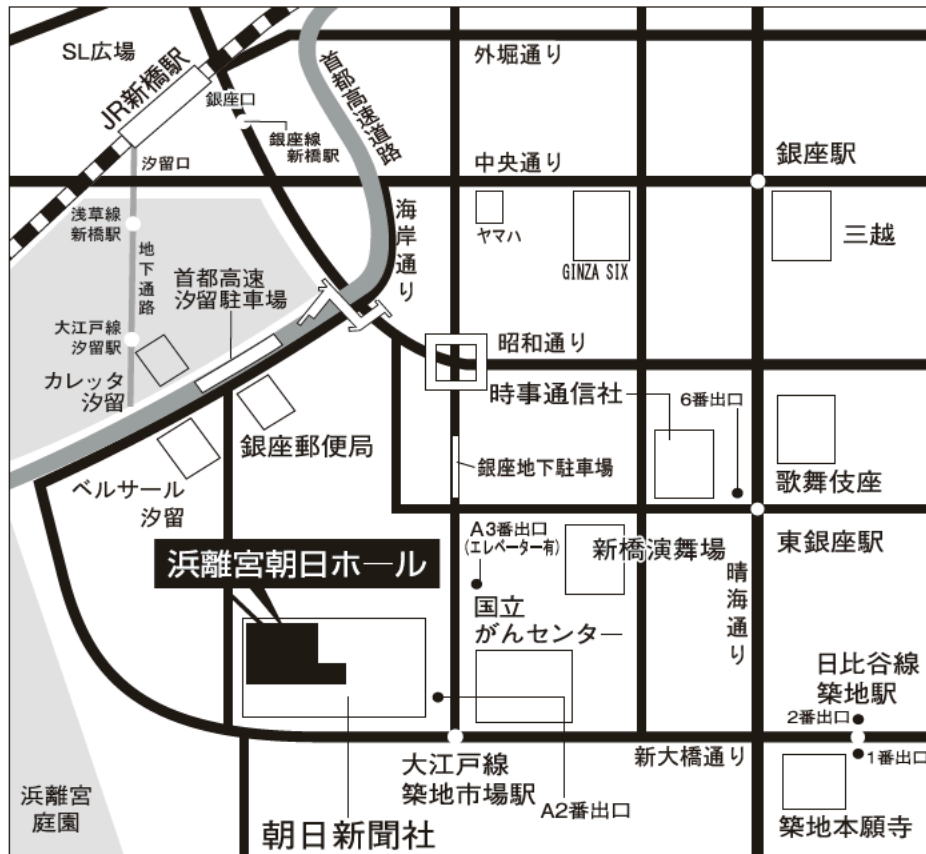 SL広場
JR新橋駅
銀座口
銀座線
新橋駅
首都高速道路
外堀通り
汐留口
中央通り
銀座駅
浅草線
新橋駅
地下通路
海岸通り
ヤマハ
GINZA SIX
三越
首都高速
汐留駐車場
大江戸線
汐留駅
カレッタ
汐留
昭和通り
時事通信社
6番出口
銀座郵便局
銀座地下駐車場
歌舞伎座
ベルサール
汐留
A3番出口
(エレベーター有)
新橋演舞場
東銀座駅
浜離宮朝日ホール
晴海通り
国立
がんセンター
日比谷線
築地駅
2番出口
大江戸線
築地市場駅
新大橋通り
1番出口
A2番出口
浜離宮
庭園
朝日新聞社
築地本願寺